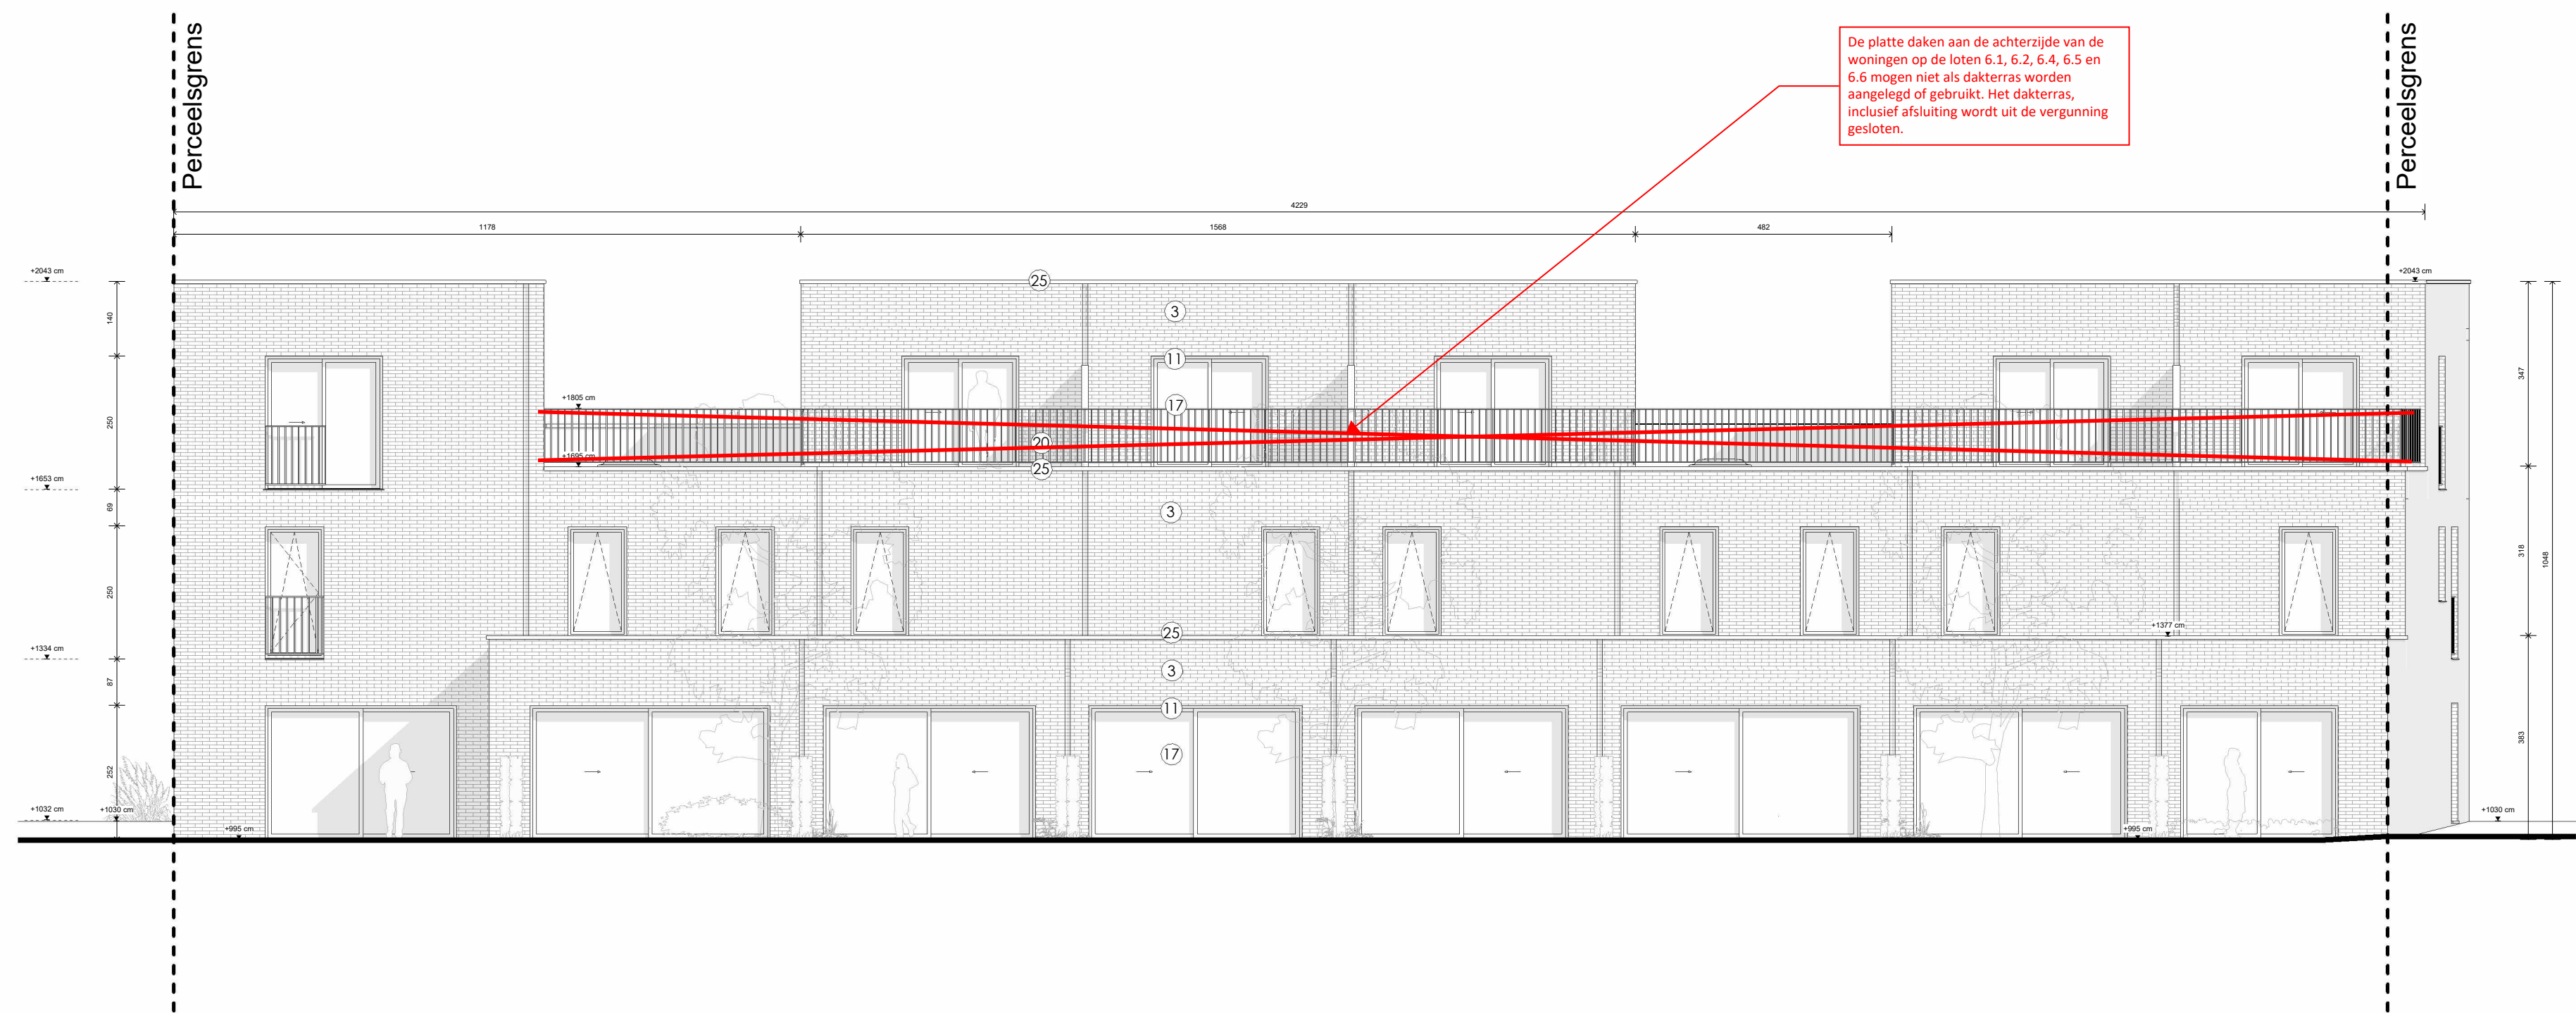 Perceelsgrens
De platte daken aan de achterzijde van de
woningen op de loten 6.1, 6.2, 6.4, 6.5 en
6.6 mogen niet als dakterras worden
aangelegd of gebruikt. Het dakterras,
inclusief afsluiting wordt uit de vergunning
gesloten.
Perceelsgrens
4229
1178
1568
482
+2043 cm
25
+2043 cm
140
3
11
347
+1805 cm
17
250
20
+1695 cm
25
+1653 cm
69
3
318
1048
250
25
+1377 cm
+1334 cm
3
87
11
383
17
252
+1032 cm
+1030 cm
+1030 cm
+995 cm
+995 cm